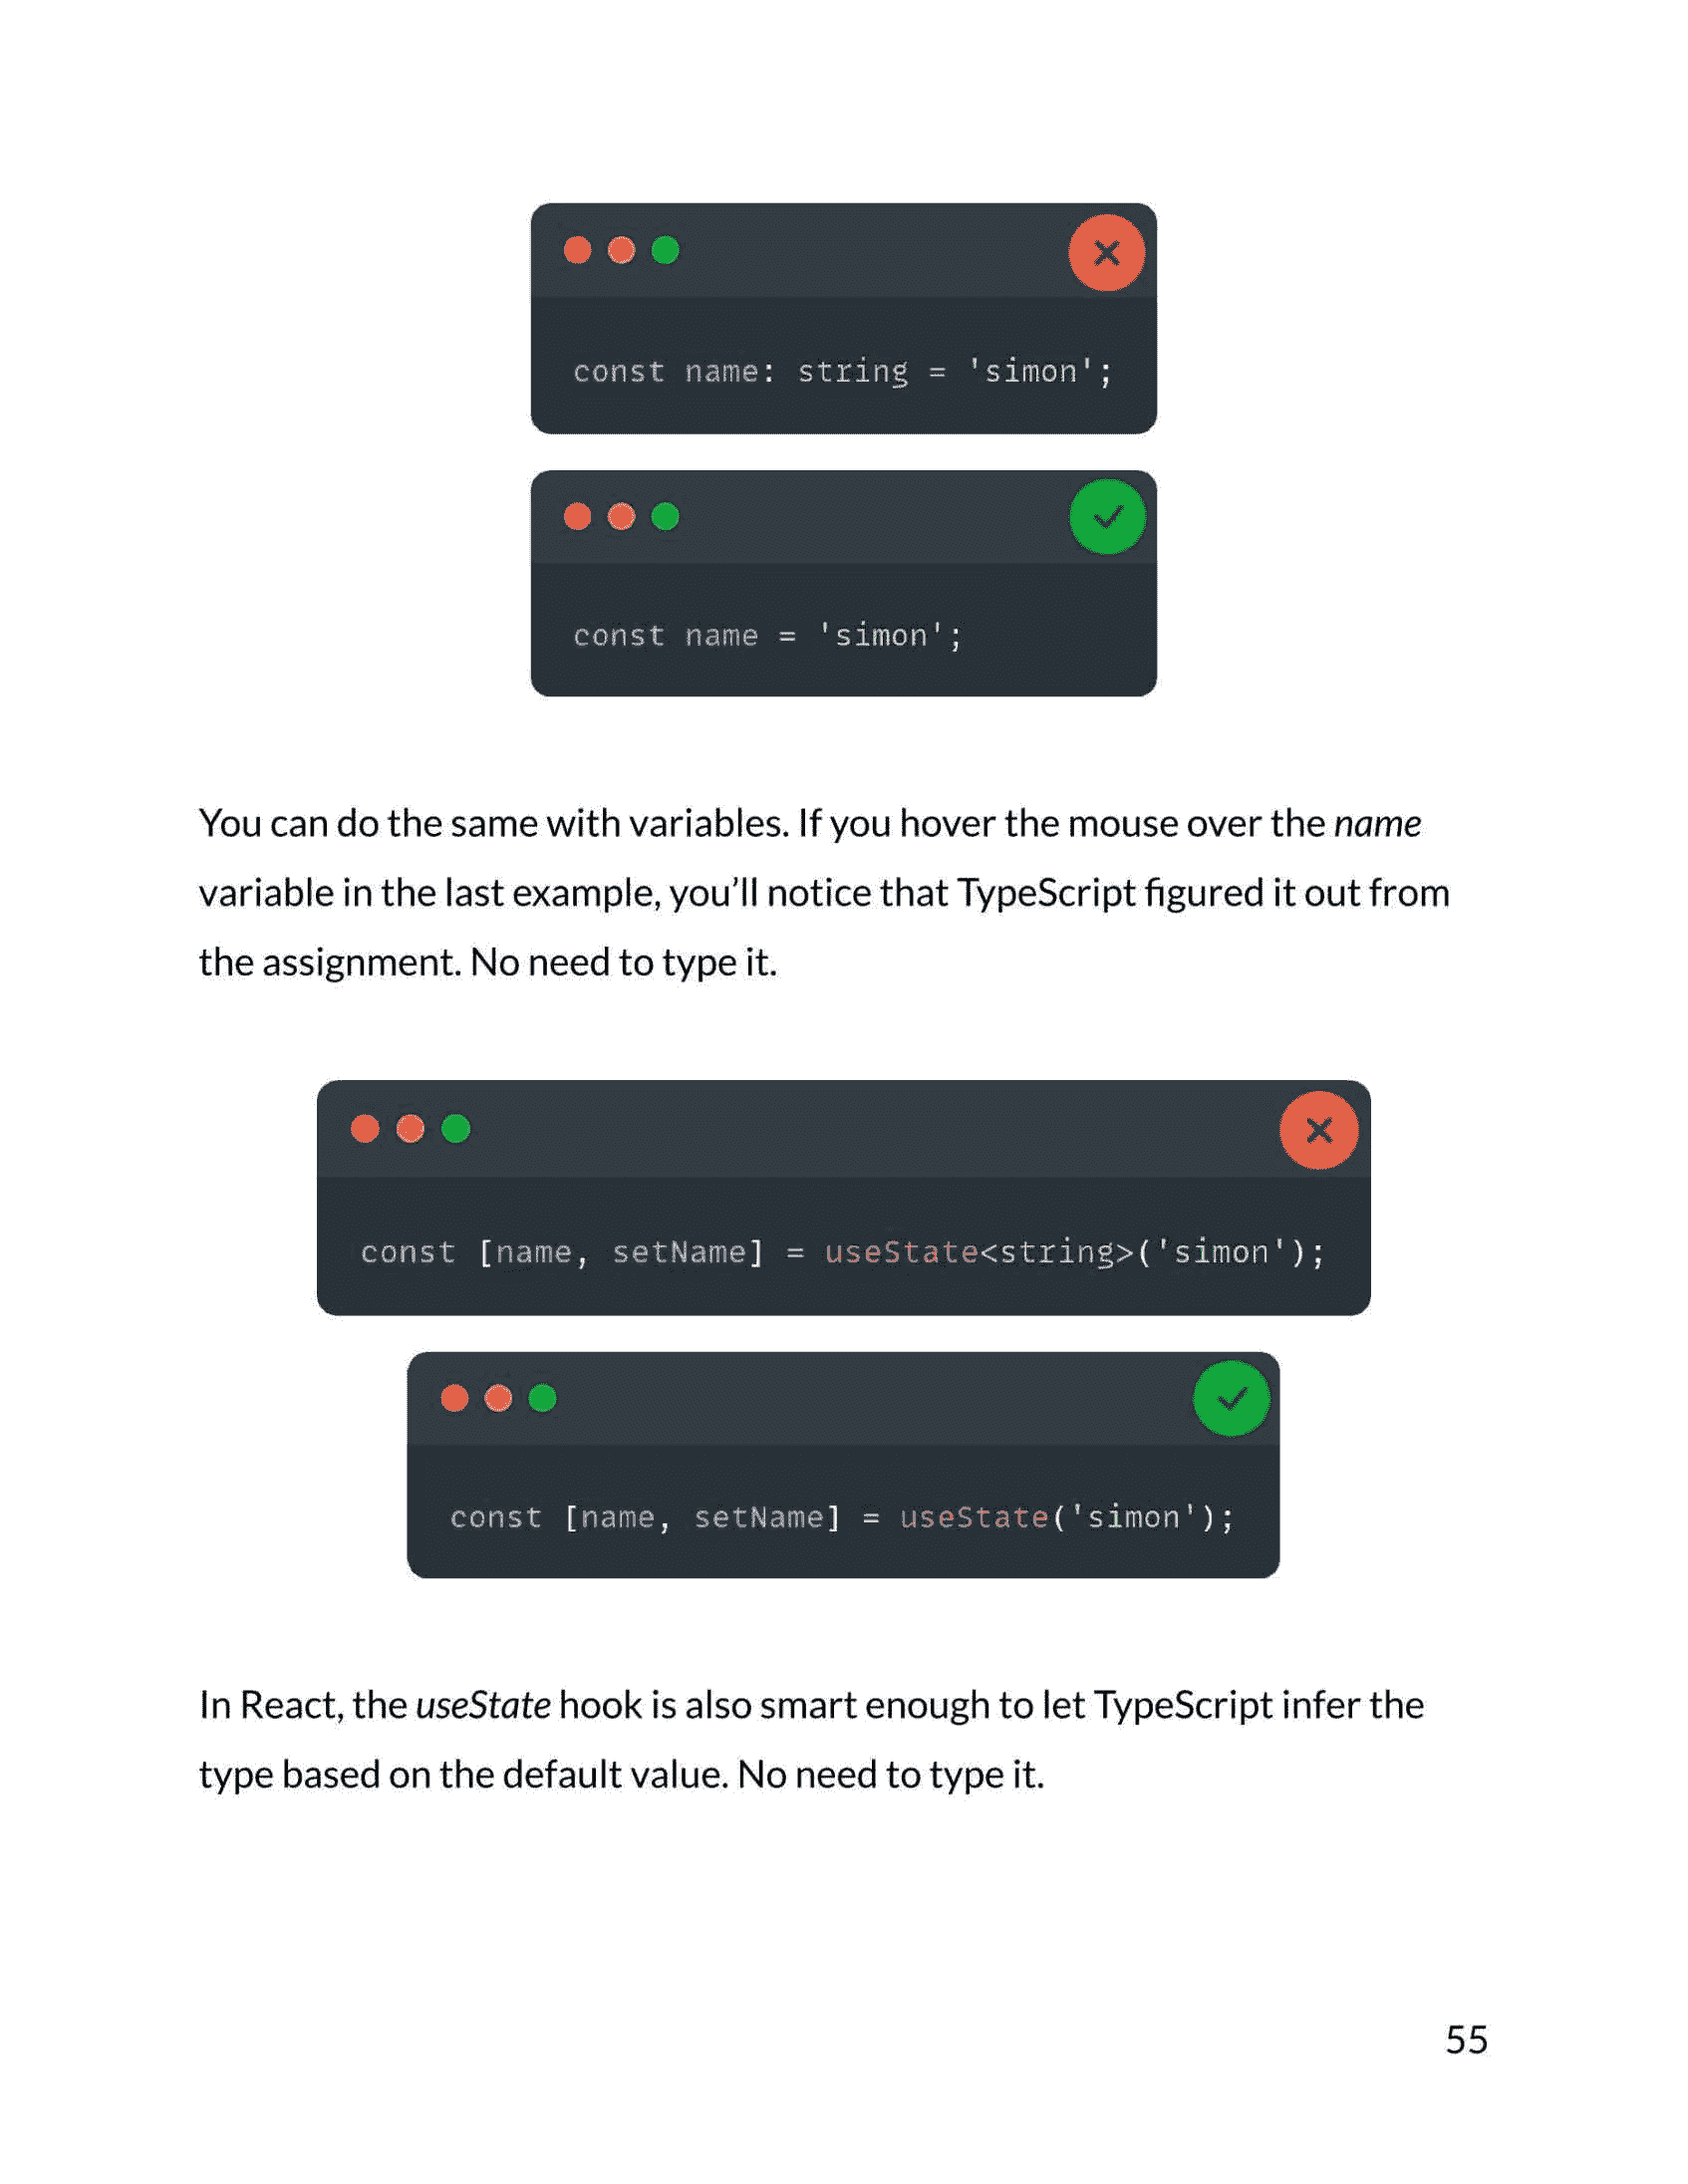 const name: string = 'simon';
const name = 'simon';
You can do the same with variables. If you hover the mouse over the name
variable in the last example, you’ll notice that TypeScript figured it out from
the assignment. No need to type it.
const [name, setName] = useState<string>('simon');
const [name, setName] = useState('simon');
In React, the useState hook is also smart enough to let TypeScript infer the
type based on the default value. No need to type it.
55